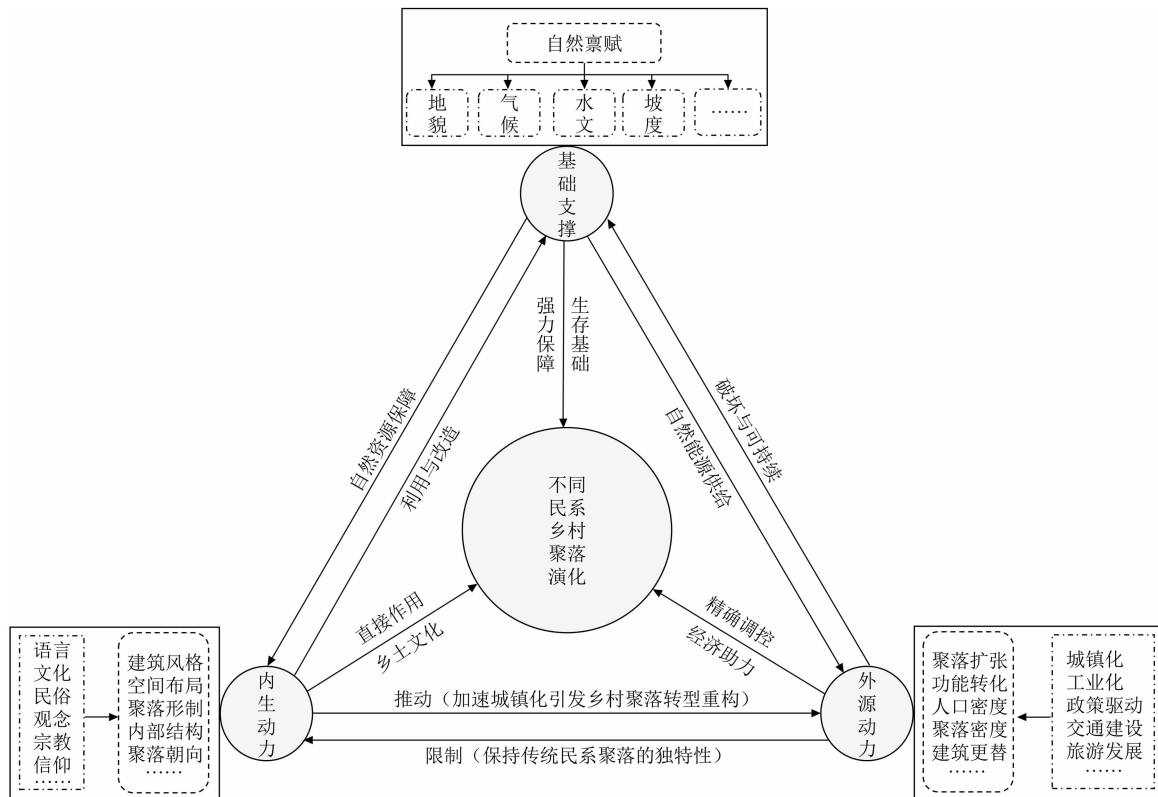 自然禀赋
地貌
气候
水文
坡度
……
基础支撑
强力保障
生存基础
自然资源保障
利用与改造
自然能源供给
破坏与可持续
不同
民系
乡村
聚落
演化
直接作用
乡土文化
精确调控
经济助力
语言
文化
民俗
观念
宗教
信仰
……
建筑风格
空间布局
聚落形制
内部结构
聚落朝向
……
内生动力
推动（加速城镇化引发乡村聚落转型重构）
限制（保持传统民系聚落的独特性）
外源动力
聚落扩张
功能转化
人口密度
聚落密度
建筑更替
……
城镇化
工业化
政策驱动
交通建设
旅游发展
……